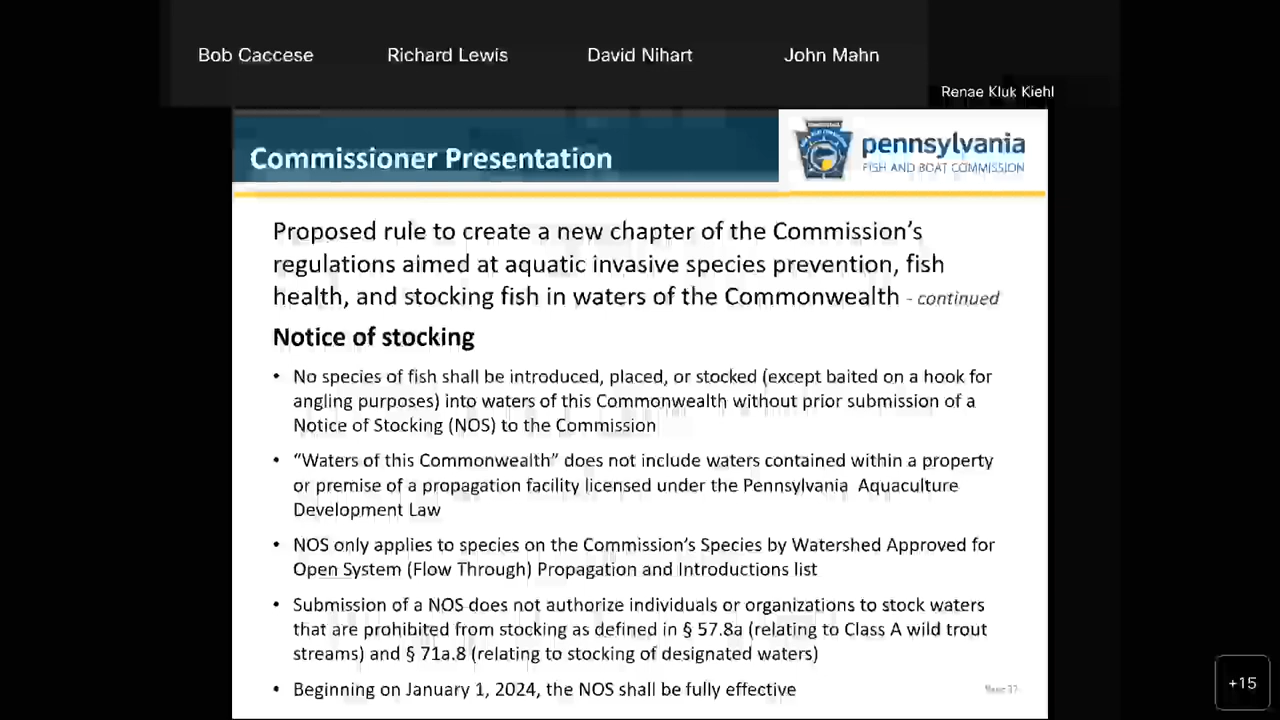 Bob Caccese Richard Lewis David Nihart John Mahn
Renae Kluk Kiehl
Commissioner Presentation
pennsylvania
FISH AND BOAT COMMISSION
Proposed rule to create a new chapter of the Commission’s
regulations aimed at aquatic invasive species prevention, fish
health, and stocking fish in waters of the Commonwealth - continued
Notice of stocking
• No species of fish shall be introduced, placed, or stocked (except baited on a hook for
angling purposes) into waters of this Commonwealth without prior submission of a
Notice of Stocking (NOS) to the Commission
• “Waters of this Commonwealth” does not include waters contained within a property
or premise of a propagation facility licensed under the Pennsylvania Aquaculture
Development Law
• NOS only applies to species on the Commission’s Species by Watershed Approved for
Open System (Flow Through) Propagation and Introductions list
• Submission of a NOS does not authorize individuals or organizations to stock waters
that are prohibited from stocking as defined in § 57.8a (relating to Class A wild trout
streams) and § 71a.8 (relating to stocking of designated waters)
• Beginning on January 1, 2024, the NOS shall be fully effective
+15